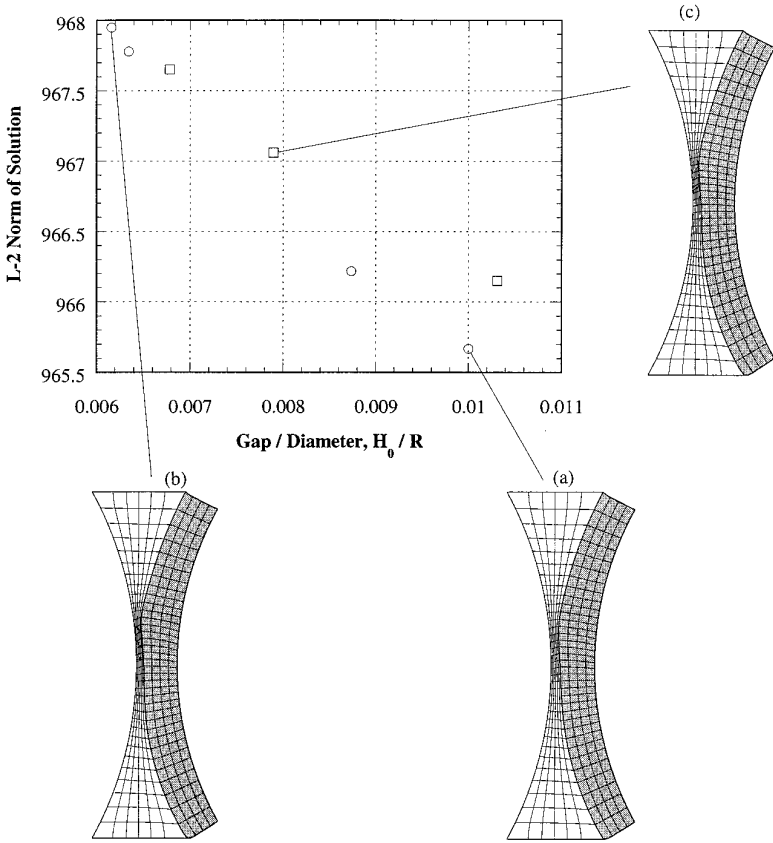 (c)
968
967.5
967
966.5
966
965.5
L-2 Norm of Solution
0.006 0.007 0.008 0.009 0.01 0.011
Gap / Diameter, H0 / R
(b)
(a)